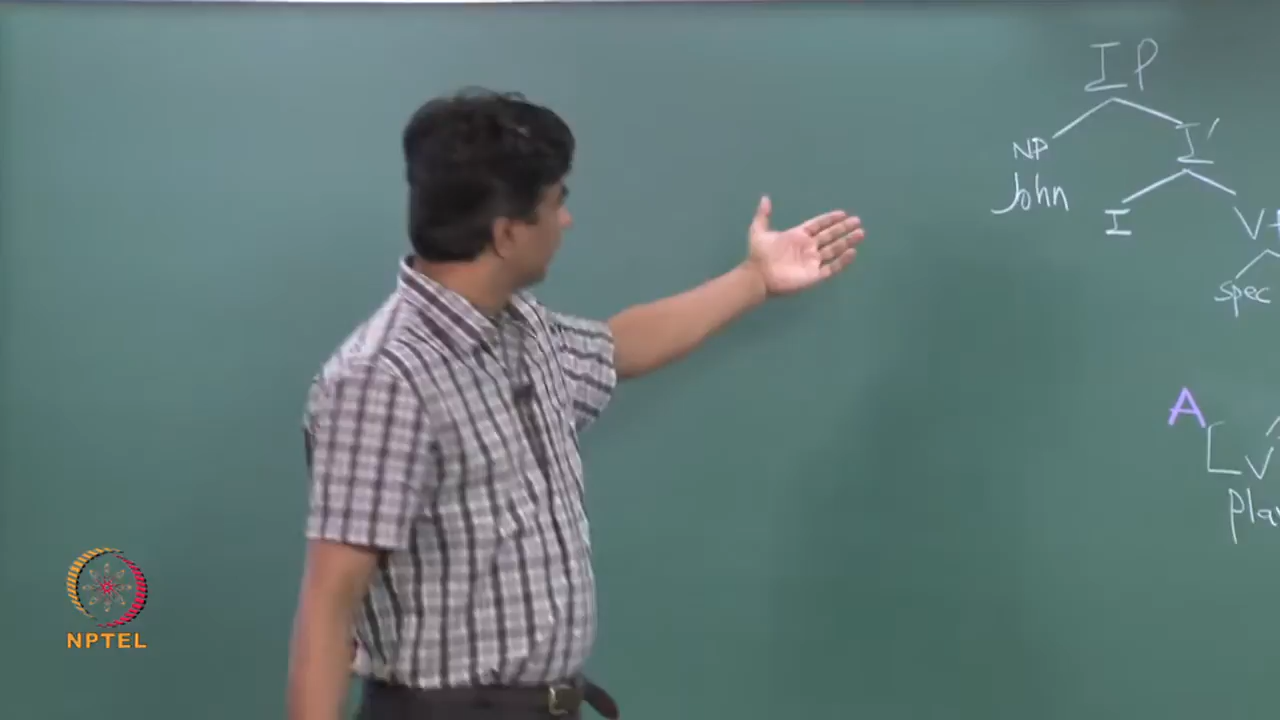 IP
NP I'
John
I
spec
A
[ V
NPTEL